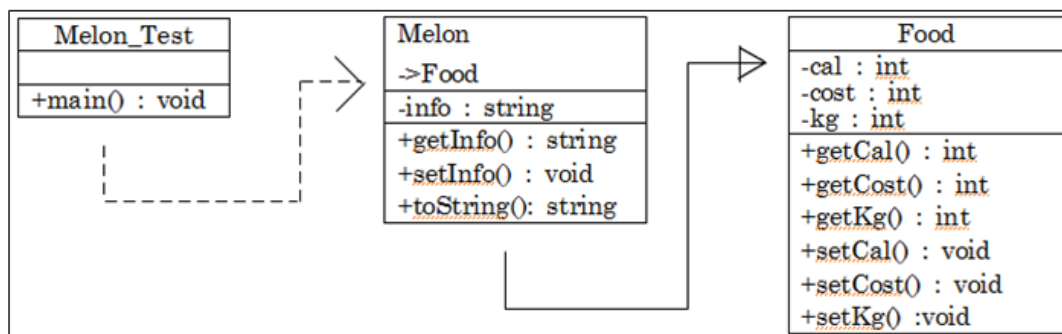 Melon_Test
+main() : void
Melon
->Food
-info : string
+getInfo() : string
+setInfo() : void
+toString(): string
Food
-cal : int
-cost : int
-kg : int
+getCal() : int
+getCost() : int
+getKg() : int
+setCal() : void
+setCost() : void
+setKg() :void